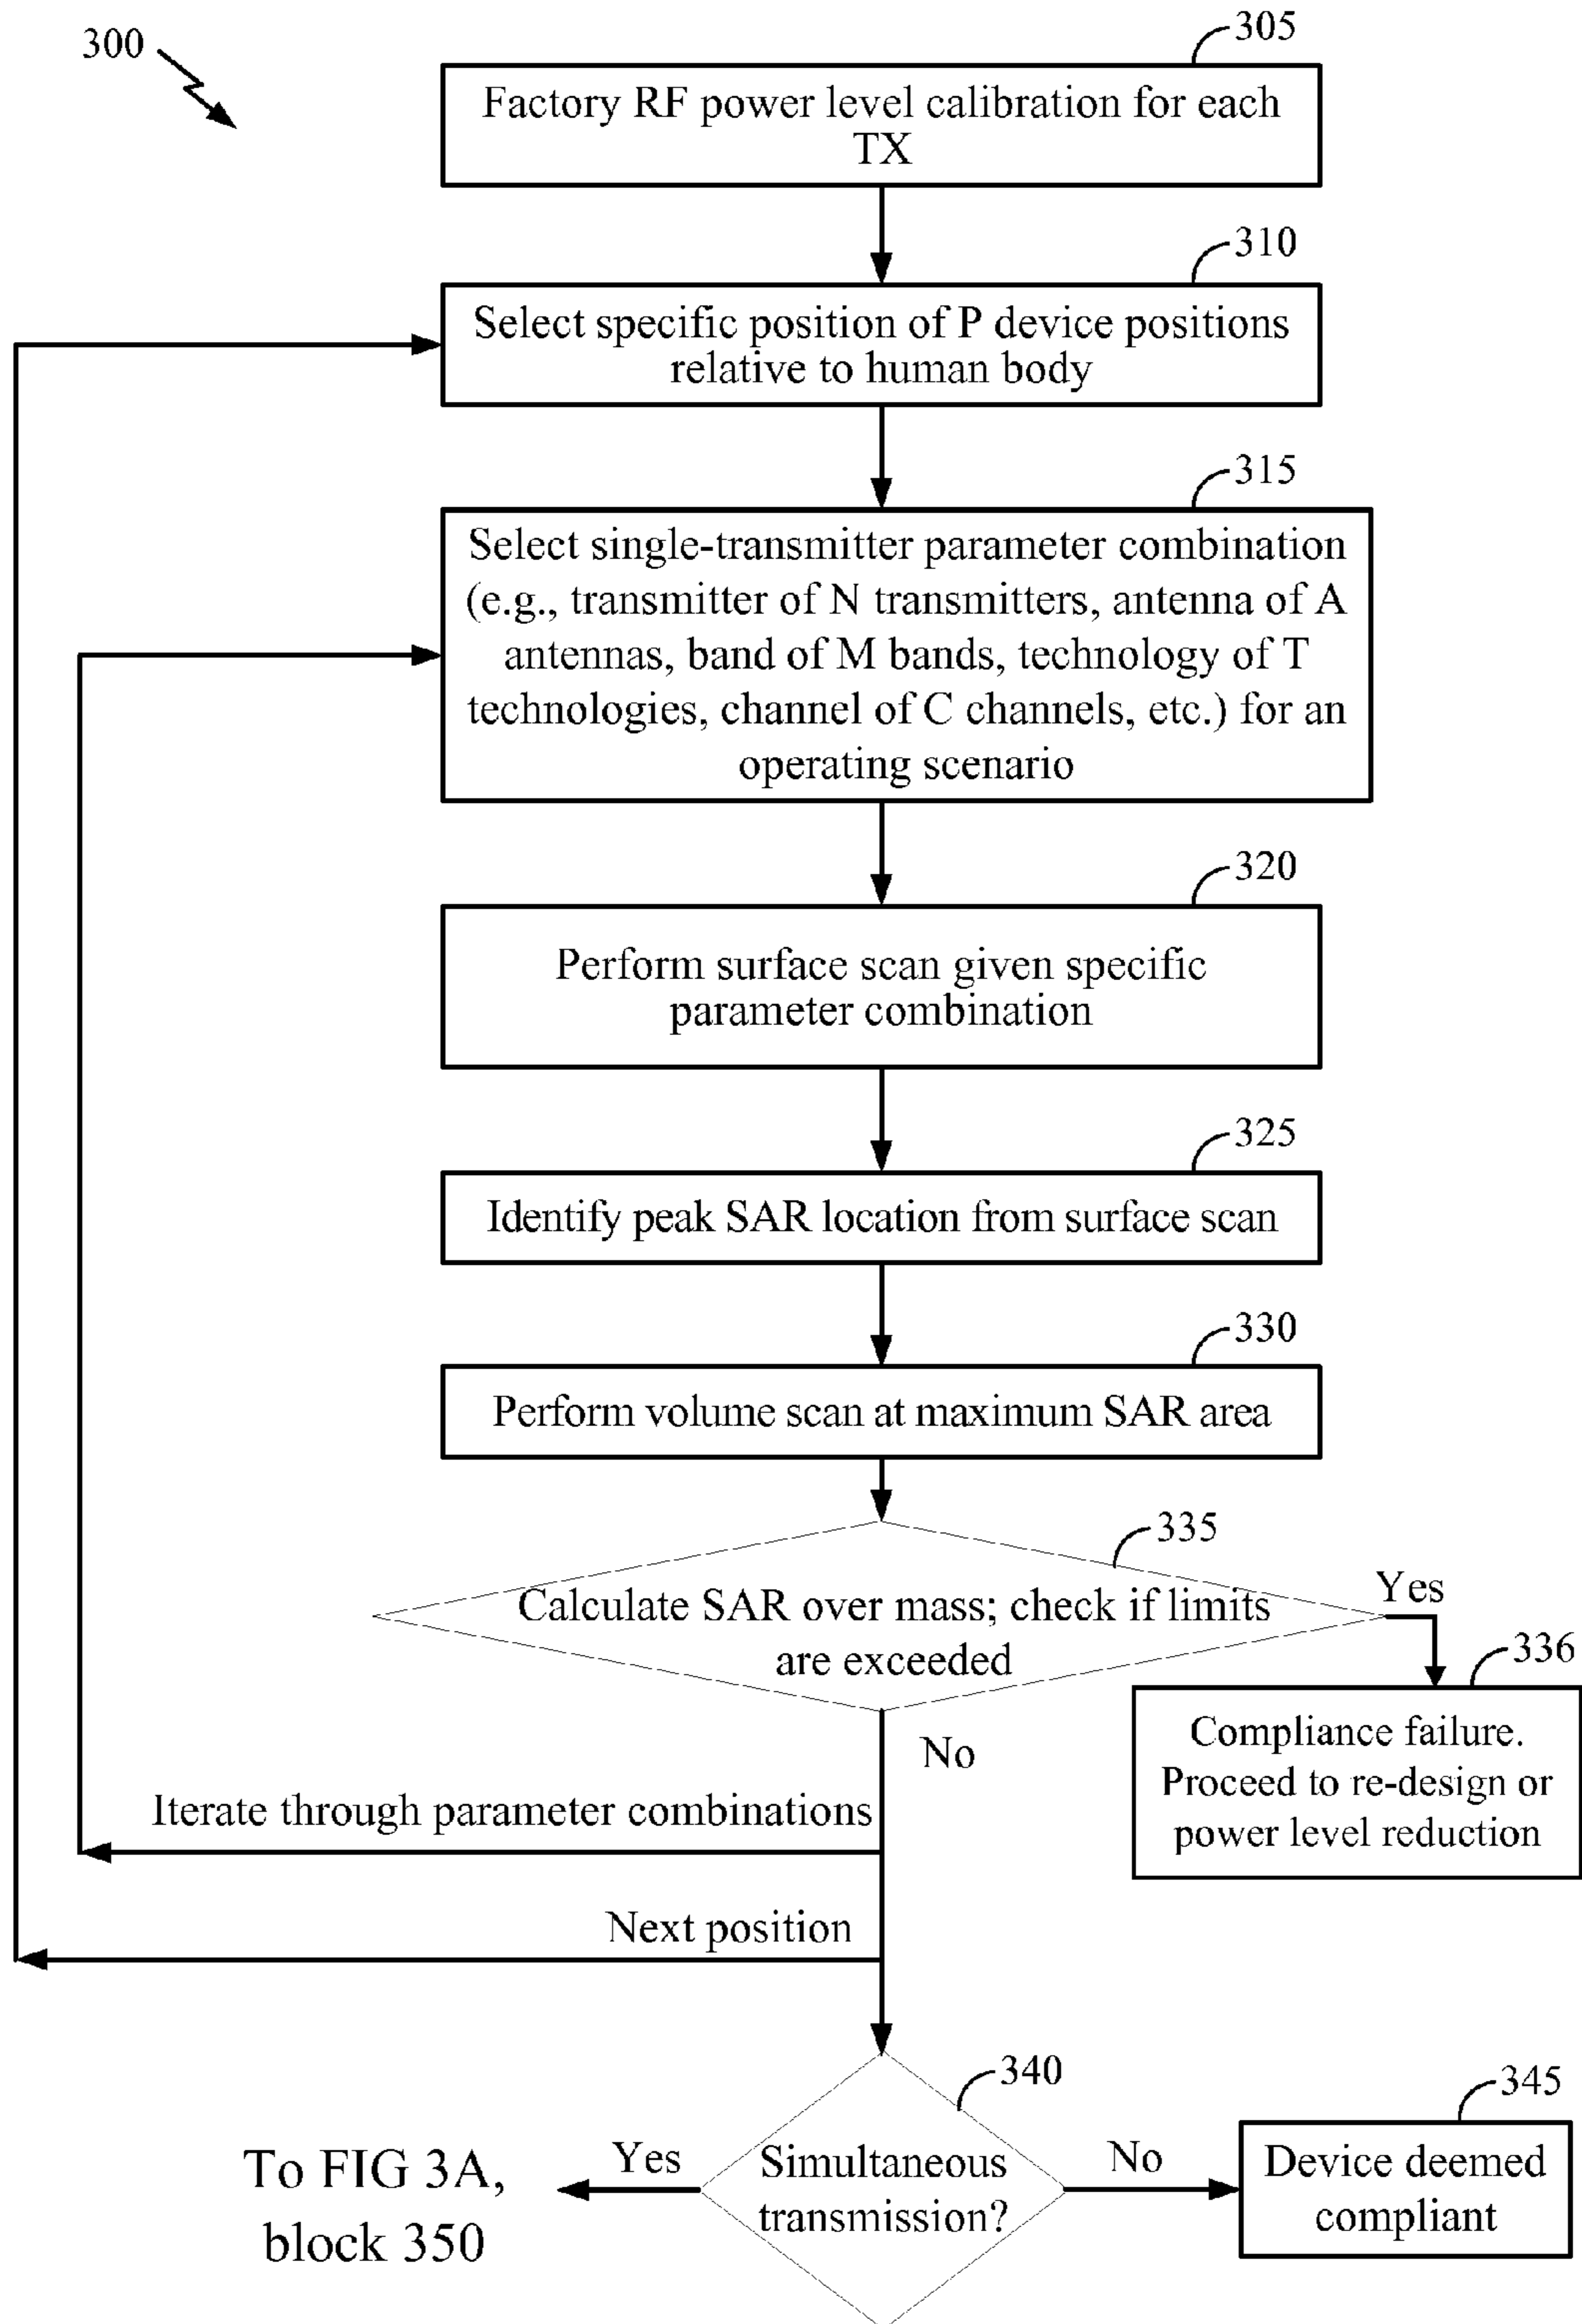 300
305
Factory RF power level calibration for each
TX
310
Select specific position of P device positions
relative to human body
315
Select single-transmitter parameter combination
(e.g., transmitter of N transmitters, antenna of A
antennas, band of M bands, technology of T
technologies, channel of C channels, etc.) for an
operating scenario
320
Perform surface scan given specific
parameter combination
325
Identify peak SAR location from surface scan
330
Perform volume scan at maximum SAR area
335
Calculate SAR over mass; check if limits
are exceeded
Yes
336
Compliance failure.
Proceed to re-design or
power level reduction
No
Iterate through parameter combinations
Next position
340
Simultaneous
transmission?
Yes
To FIG 3A,
block 350
No
345
Device deemed
compliant